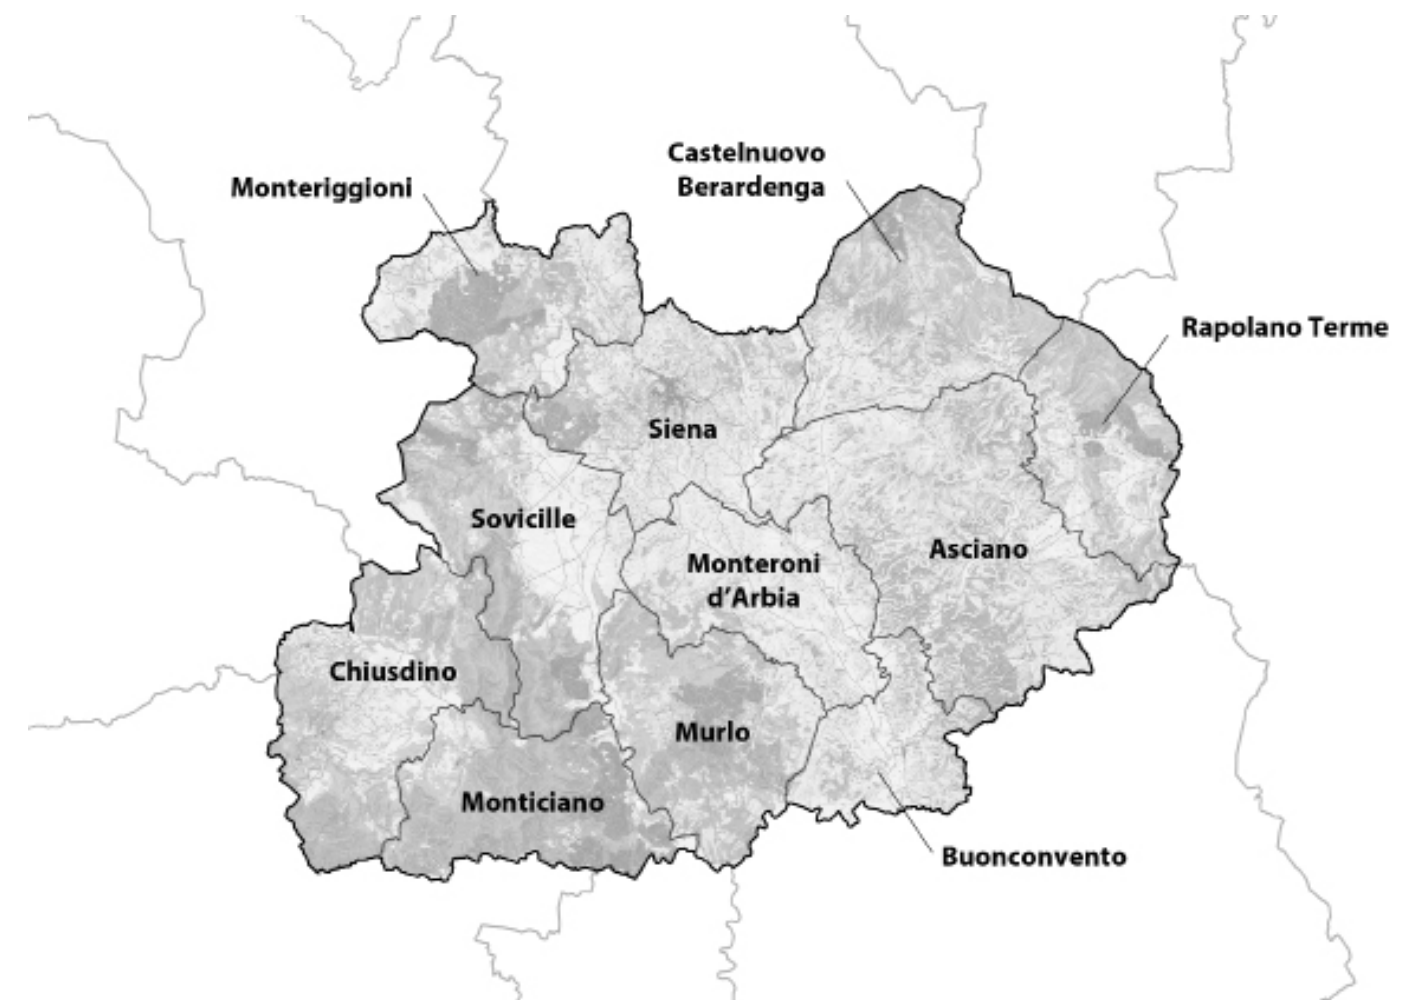 Castelnuovo
Berardenga
Monteriggioni
Rapolano Terme
Siena
Sovicille
Asciano
Monteroni
d’Arbia
Chiusdino
Murlo
Monticiano
Buonconvento